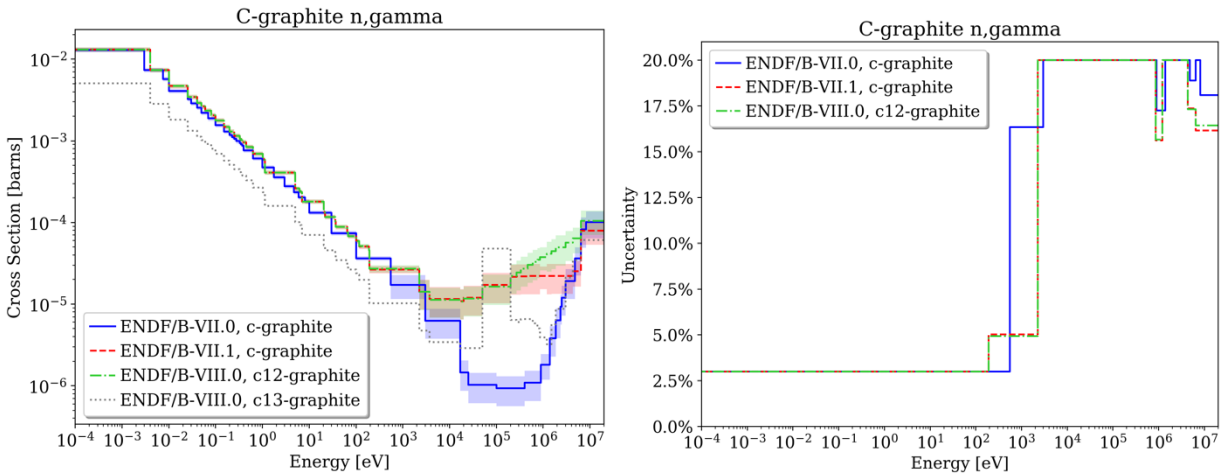 C-graphite n,gamma
Cross Section [barns]
10⁻²
10⁻³
10⁻⁴
10⁻⁵
10⁻⁶
ENDF/B-VII.0, c-graphite
ENDF/B-VII.1, c-graphite
ENDF/B-VIII.0, c12-graphite
ENDF/B-VIII.0, c13-graphite
10⁻⁴ 10⁻³ 10⁻² 10⁻¹ 10⁰ 10¹ 10² 10³ 10⁴ 10⁵ 10⁶ 10⁷
Energy [eV]
C-graphite n,gamma
Uncertainty
20.0%
17.5%
15.0%
12.5%
10.0%
7.5%
5.0%
2.5%
0.0%
ENDF/B-VII.0, c-graphite
ENDF/B-VII.1, c-graphite
ENDF/B-VIII.0, c12-graphite
10⁻⁴ 10⁻³ 10⁻² 10⁻¹ 10⁰ 10¹ 10² 10³ 10⁴ 10⁵ 10⁶ 10⁷
Energy [eV]